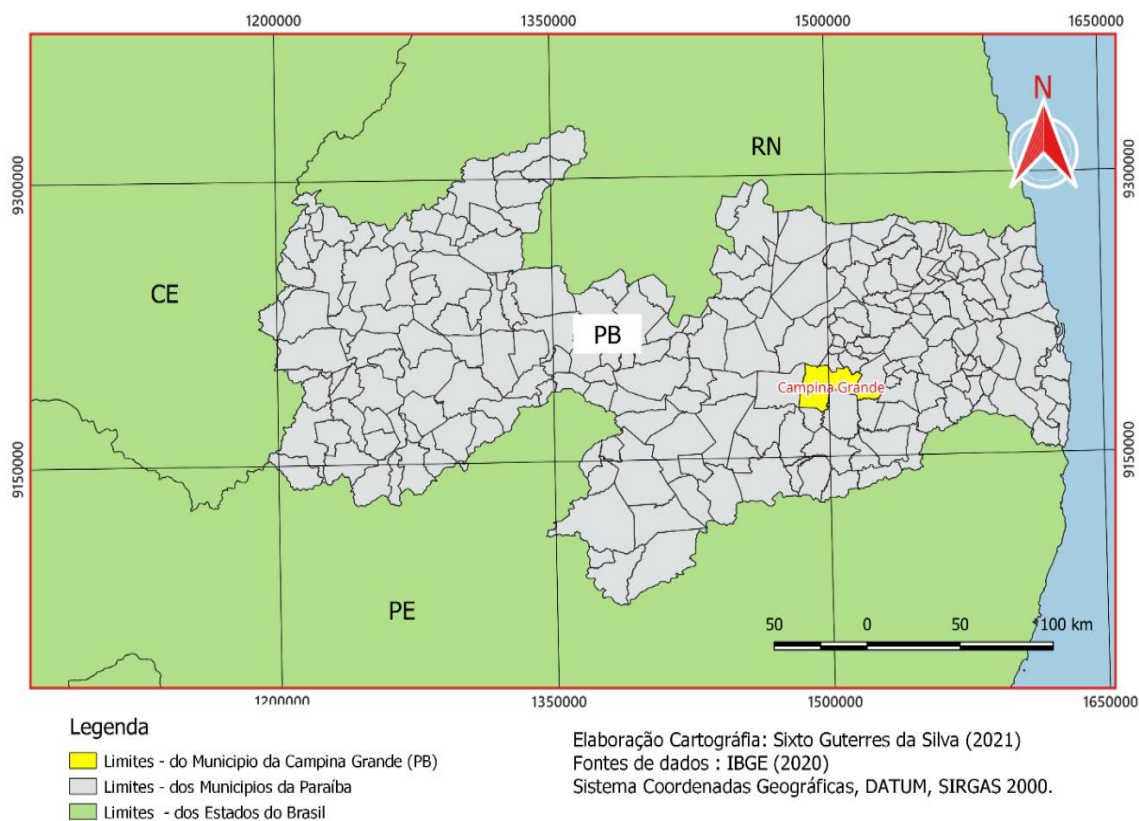 1200000
1350000
1500000
1650000
N
RN
9300000
9300000
CE
PB
Campina Grande
9150000
9150000
PE
50
0
50
100 km
1200000
1350000
1500000
1650000
Legenda
Limites - do Municipio da Campina Grande (PB)
Limites - dos Municipios da Paraíba
Limites - dos Estados do Brasil
Elaboração Cartográfia: Sixto Guterres da Silva (2021)
Fontes de dados : IBGE (2020)
Sistema Coordenadas Geográficas, DATUM, SIRGAS 2000.